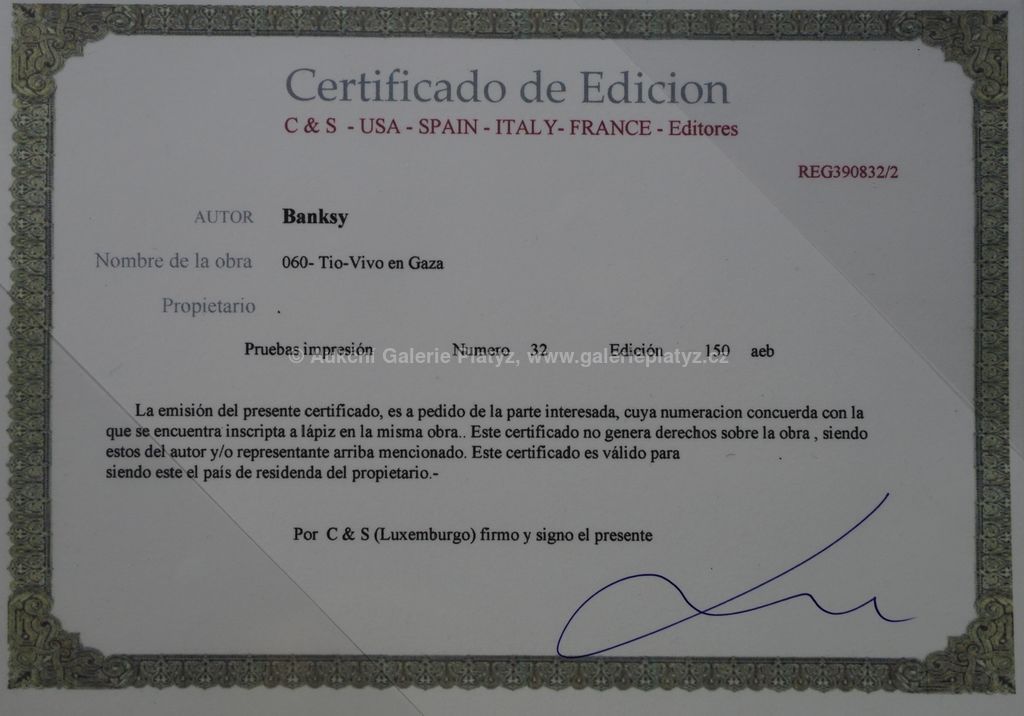 Certificado de Edicion
C & S - USA - SPAIN - ITALY- FRANCE - Editores
REG390832/2
AUTOR Banksy
Nombre de la obra 060- Tio-Vivo en Gaza
Propietario .
Pruebas impresión Numero 32 Edición 150 aeb
© Aukční Galerie Platýz, www.galerieplatyz.cz
La emisión del presente certificado, es a pedido de la parte interesada, cuya numeracion concuerda con la
que se encuentra inscripta a lápiz en la misma obra.. Este certificado no genera derechos sobre la obra , siendo
estos del autor y/o representante arriba mencionado. Este certificado es válido para
siendo este el país de residenda del propietario.-
Por C & S (Luxemburgo) firmo y signo el presente